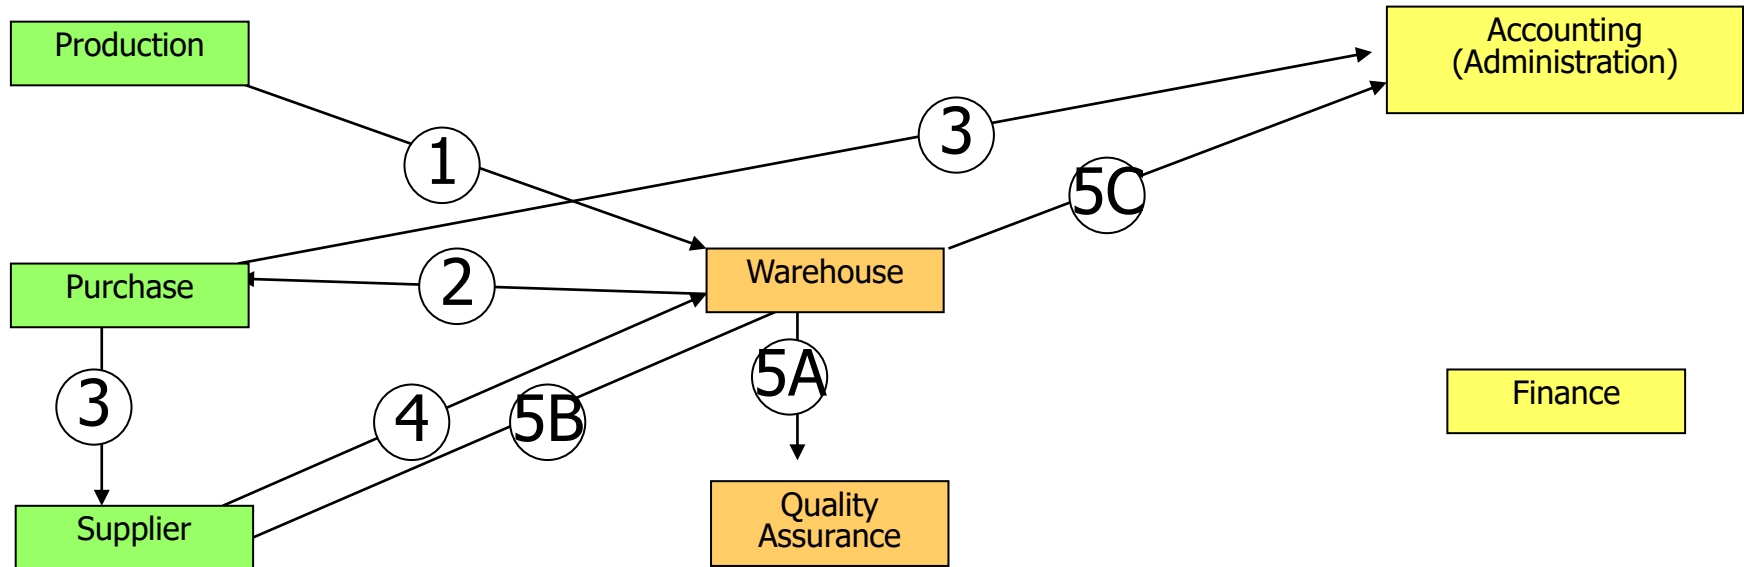 Production
Accounting
(Administration)
3
1
5C
Purchase
2
Warehouse
3
4
5B
5A
Finance
Supplier
Quality
Assurance